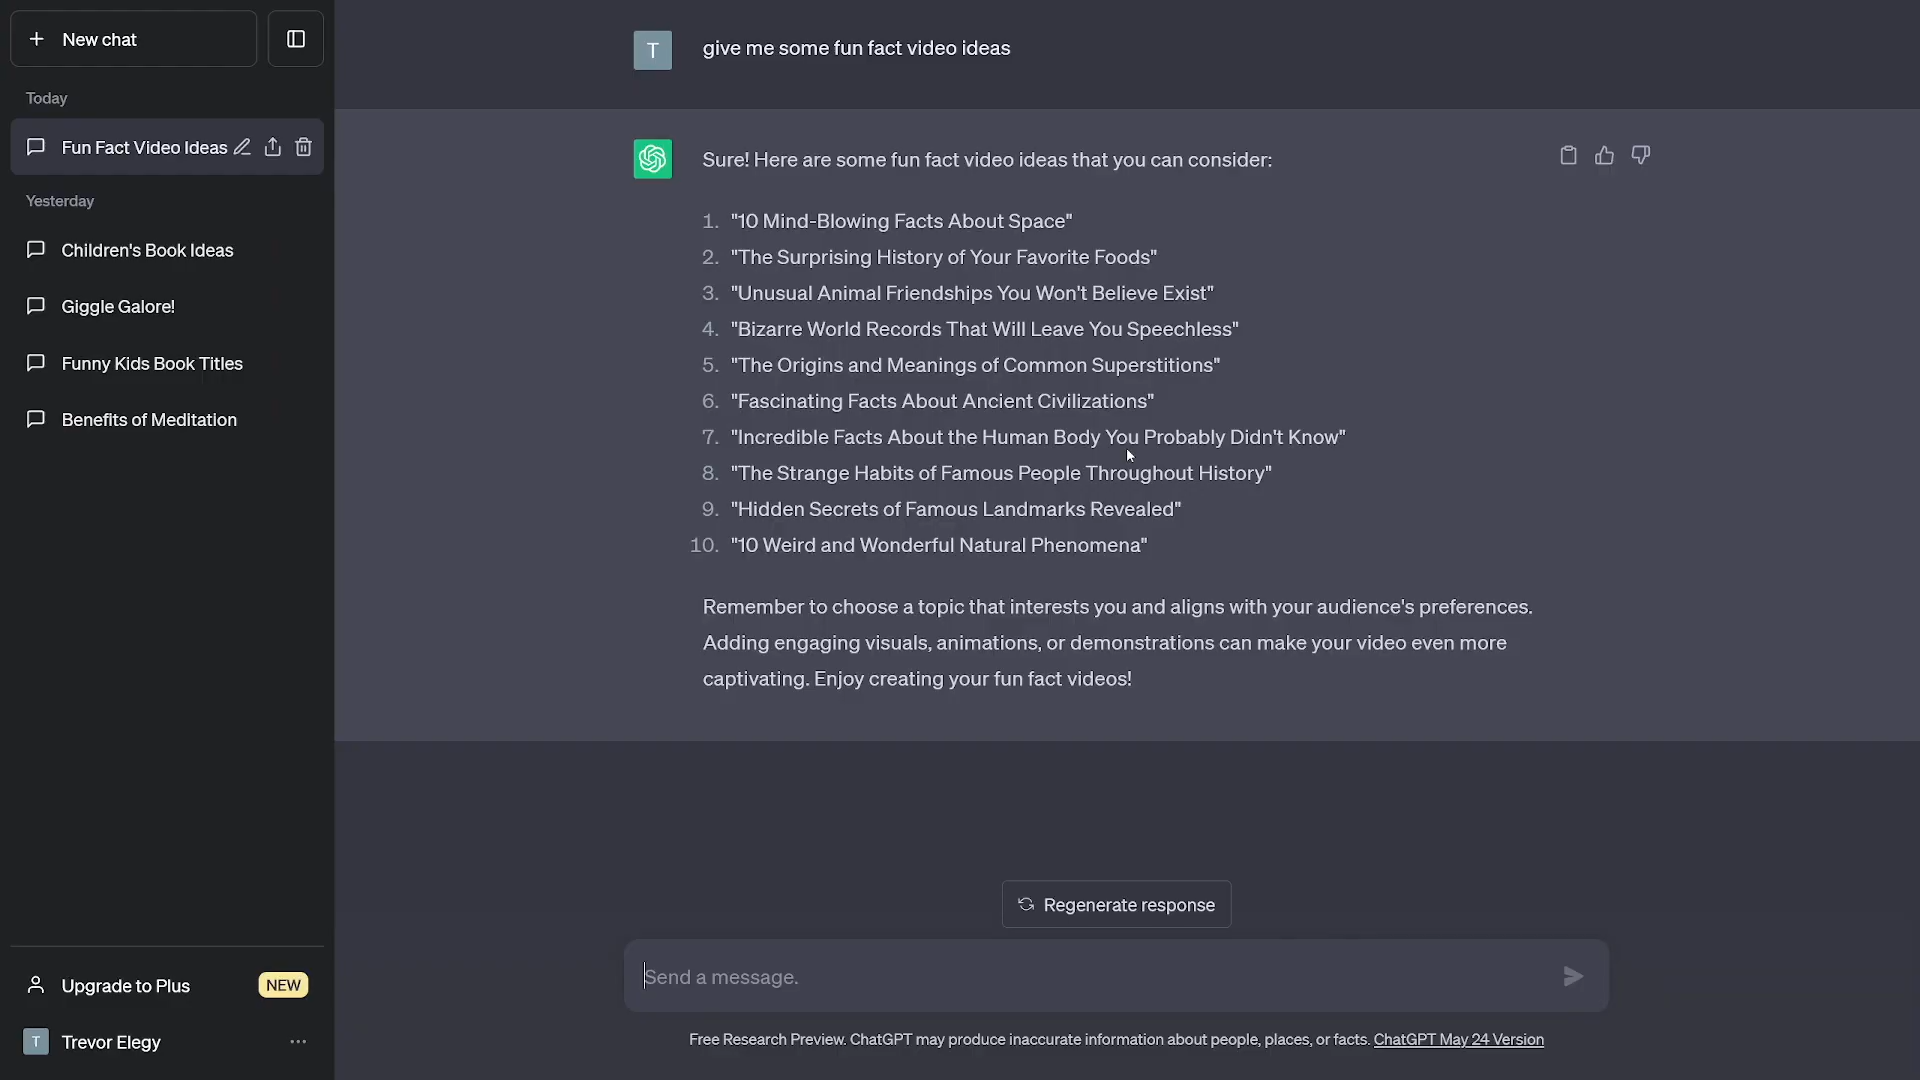 New chat
Today
Fun Fact Video Ideas
Yesterday
Children's Book Ideas
Giggle Galore!
Funny Kids Book Titles
Benefits of Meditation
Upgrade to Plus NEW
T Trevor Elegy
T give me some fun fact video ideas
Sure! Here are some fun fact video ideas that you can consider:
1. "10 Mind-Blowing Facts About Space"
2. "The Surprising History of Your Favorite Foods"
3. "Unusual Animal Friendships You Won't Believe Exist"
4. "Bizarre World Records That Will Leave You Speechless"
5. "The Origins and Meanings of Common Superstitions"
6. "Fascinating Facts About Ancient Civilizations"
7. "Incredible Facts About the Human Body You Probably Didn't Know"
8. "The Strange Habits of Famous People Throughout History"
9. "Hidden Secrets of Famous Landmarks Revealed"
10. "10 Weird and Wonderful Natural Phenomena"
Remember to choose a topic that interests you and aligns with your audience's preferences.
Adding engaging visuals, animations, or demonstrations can make your video even more
captivating. Enjoy creating your fun fact videos!
Regenerate response
Send a message.
Free Research Preview. ChatGPT may produce inaccurate information about people, places, or facts. ChatGPT May 24 Version